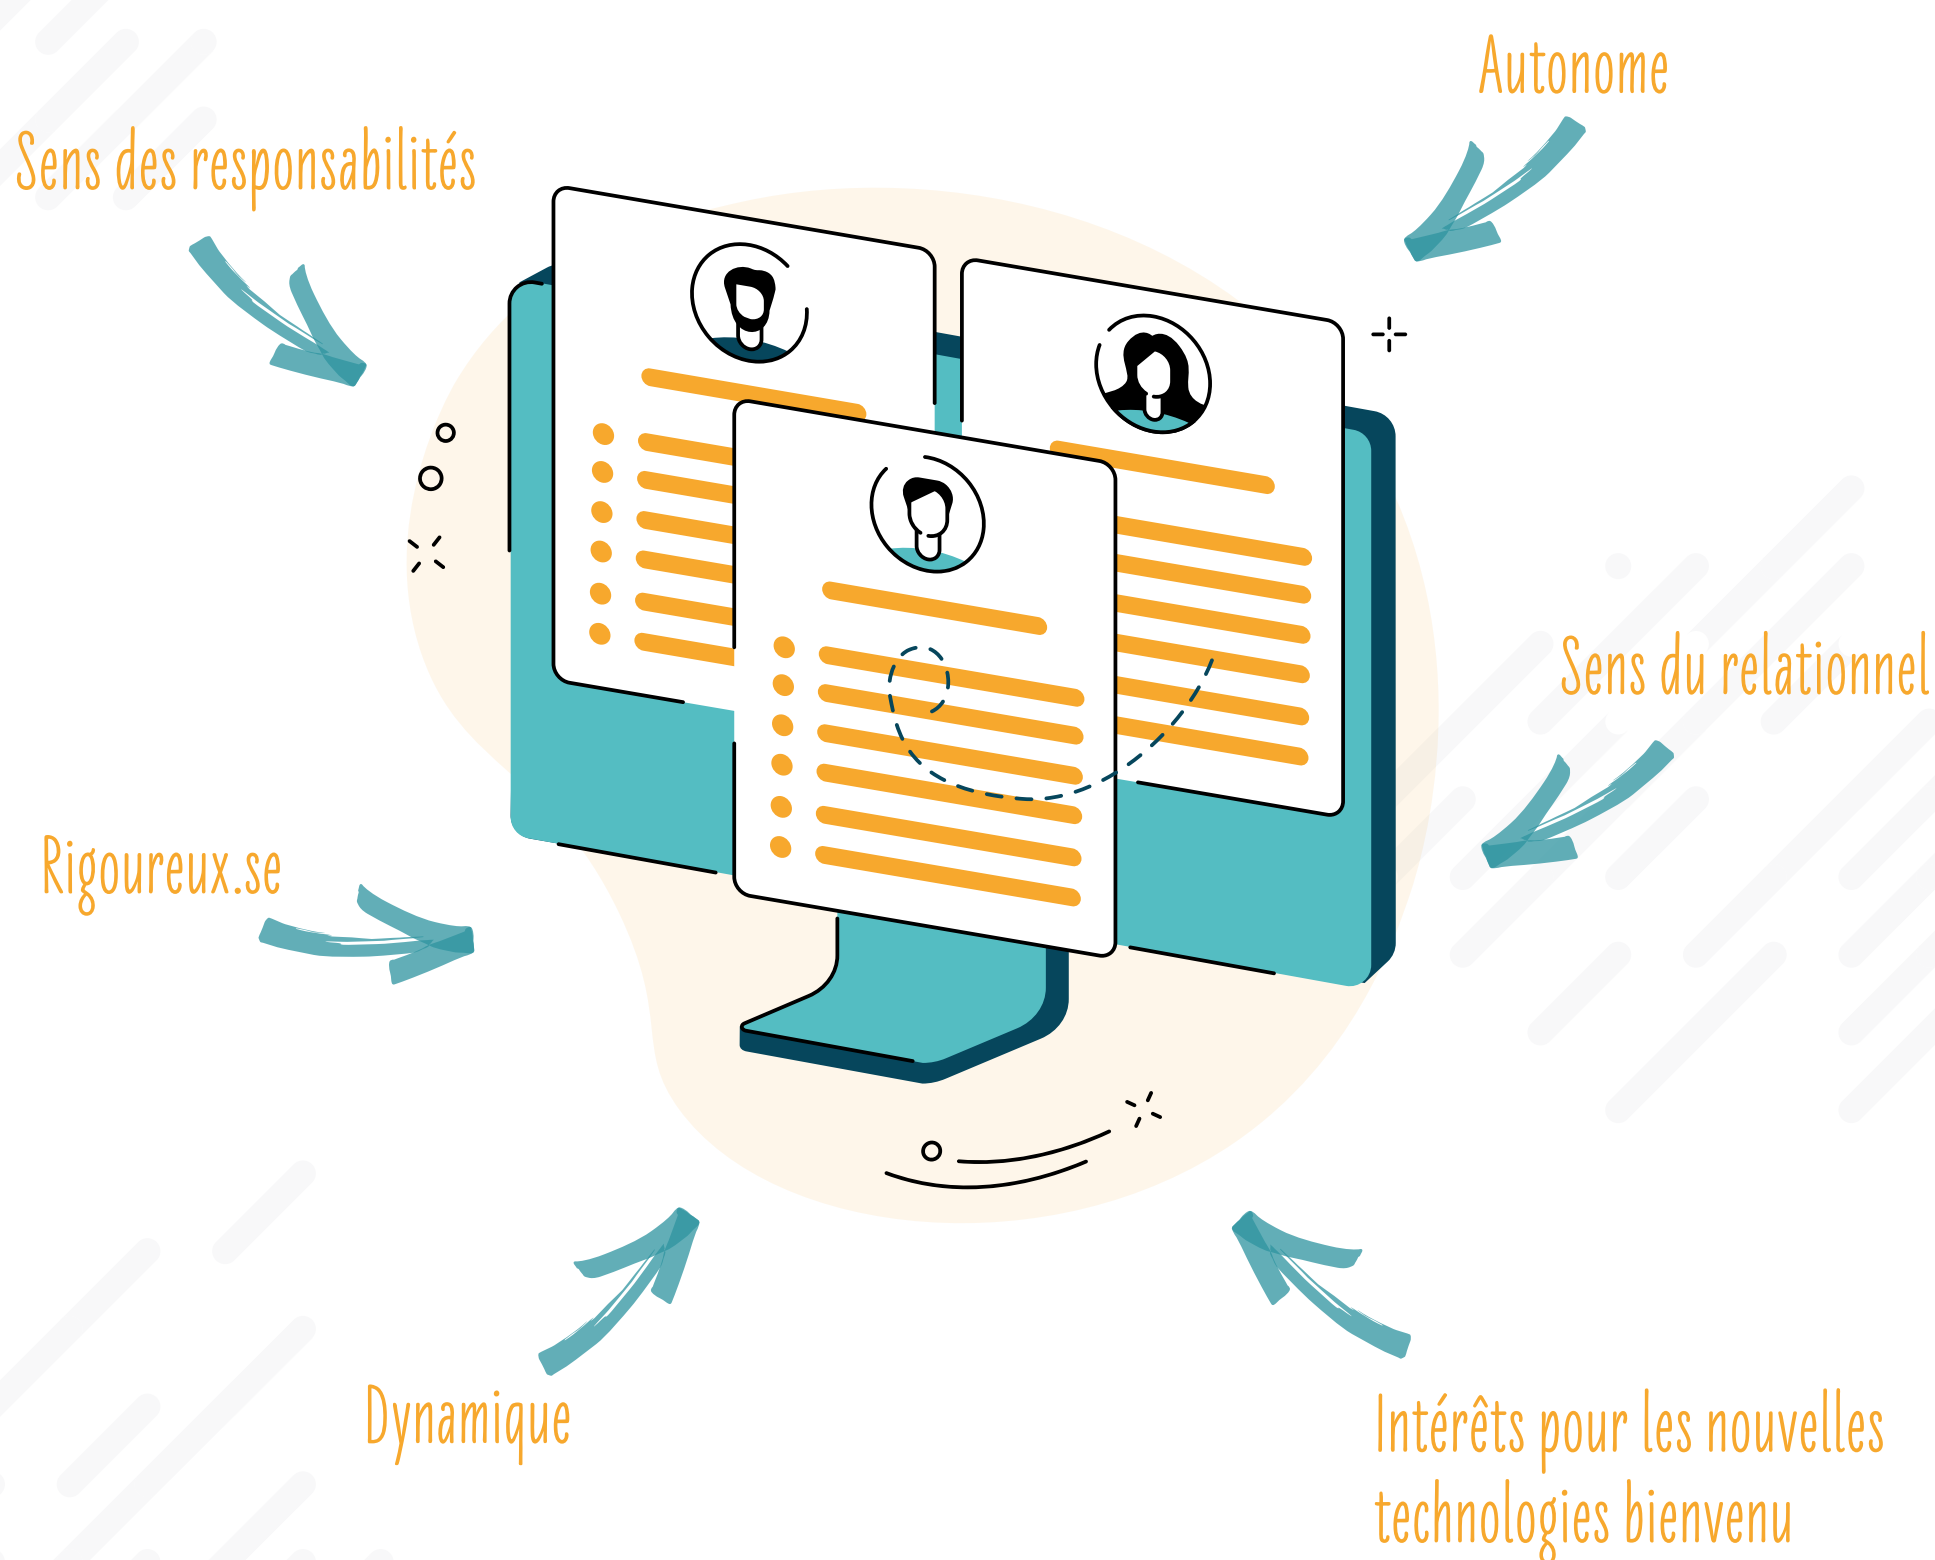 Autonome
Sens des responsabilités
Sens du relationnel
Rigoureux.se
Dynamique
Intérêts pour les nouvelles
technologies bienvenu